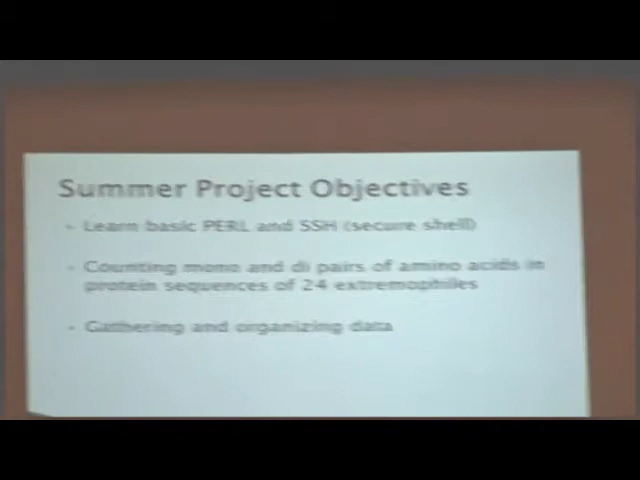 Summer Project Objectives
- Learn basic PERL and SSH (secure shell)
- Counting mono and di pairs of amino acids in
protein sequences of 24 extremophiles
- Gathering and organizing data